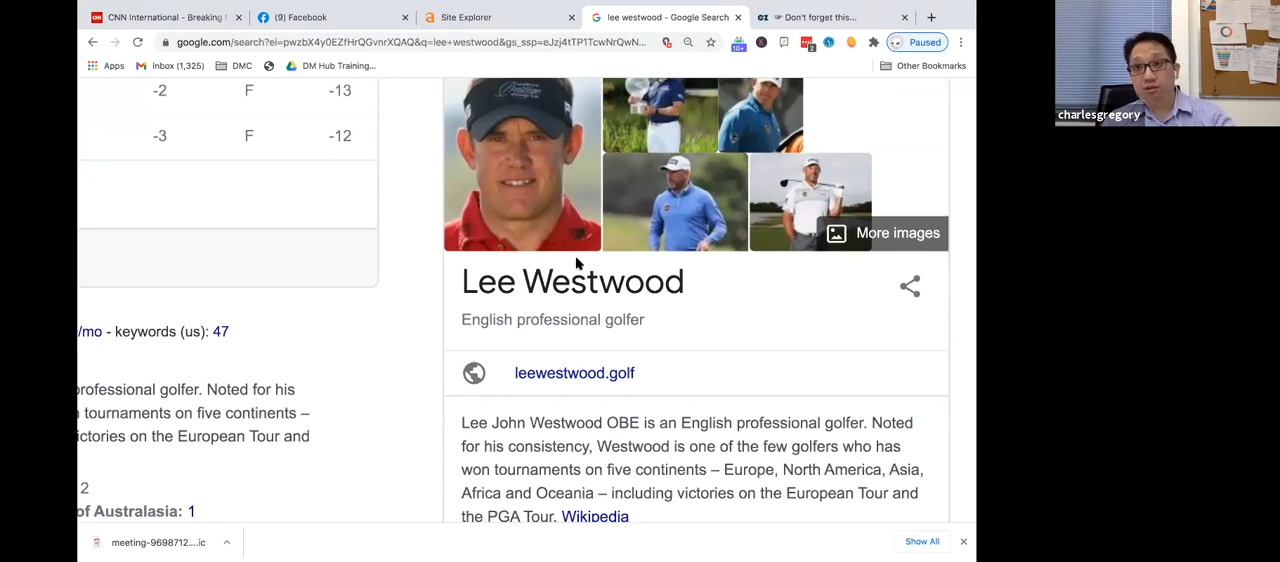 CNN International - Breaking
(9) Facebook
Site Explorer
lee westwood - Google Search
Don't forget this...
google.com/search?ei=pwzbX4y0EZfHrQGvnrXQAQ&q=lee+westwood&gs_ssp=eJzj4tTP1TcwNrQwN...
10+
2
Paused
Apps
Inbox (1,325)
DMC
DM Hub Training...
Other Bookmarks
-2 F -13
-3 F -12
More images
Lee Westwood
English professional golfer
leewestwood.golf
/mo - keywords (us): 47
professional golfer. Noted for his
tournaments on five continents –
ictories on the European Tour and
2
of Australasia: 1
Lee John Westwood OBE is an English professional golfer. Noted
for his consistency, Westwood is one of the few golfers who has
won tournaments on five continents – Europe, North America, Asia,
Africa and Oceania – including victories on the European Tour and
the PGA Tour. Wikipedia
meeting-9698712....ic
Show All
charlesgregory